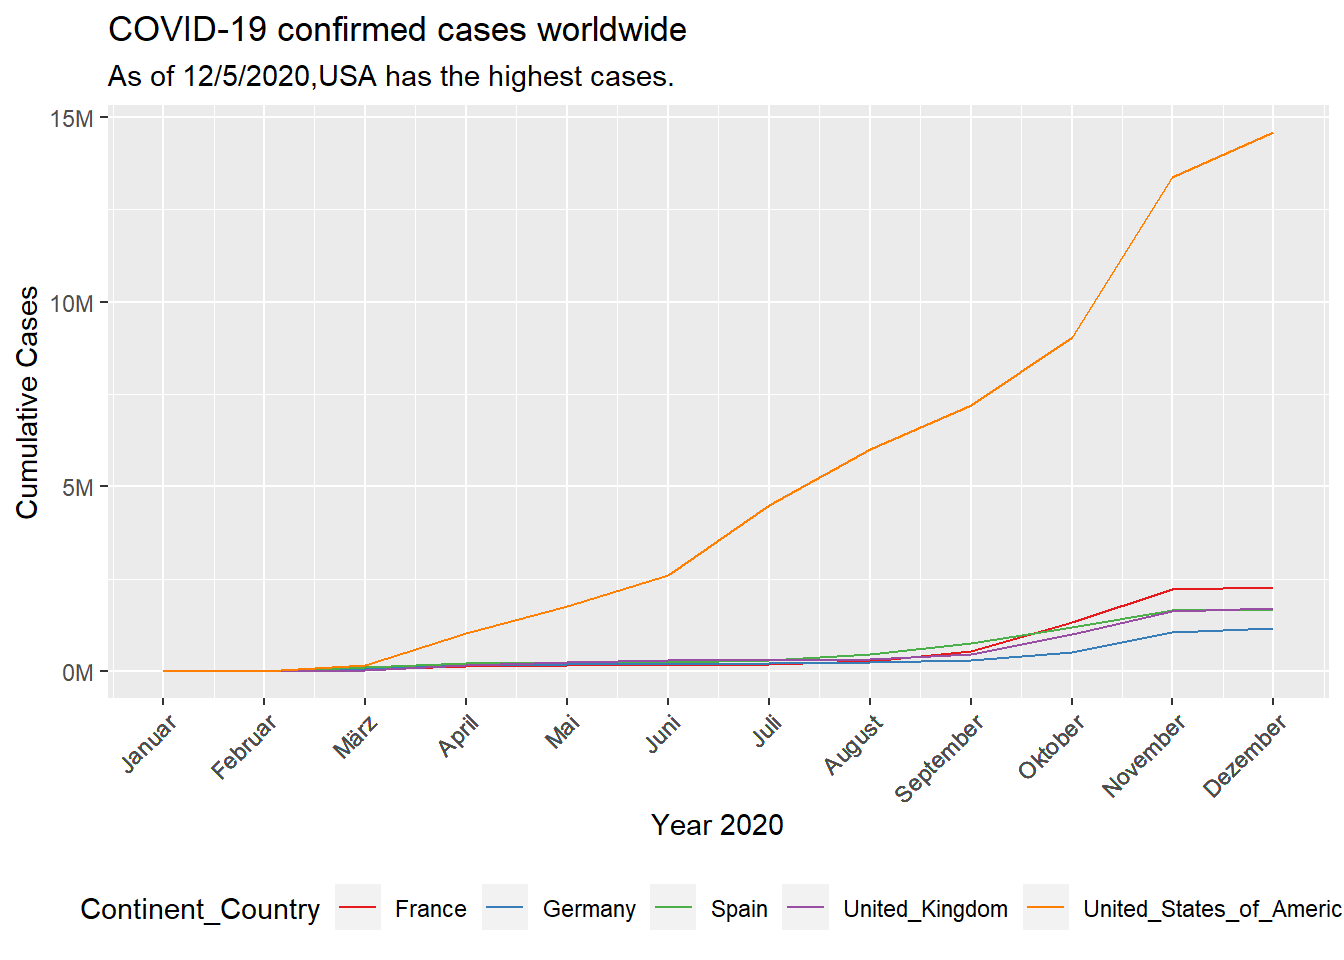 COVID-19 confirmed cases worldwide
As of 12/5/2020,USA has the highest cases.
Cumulative Cases
15M
10M
5M
0M
Januar
Februar
März
April
Mai
Juni
Juli
August
September
Oktober
November
Dezember
Year 2020
Continent_Country France Germany Spain United_Kingdom United_States_of_Americ